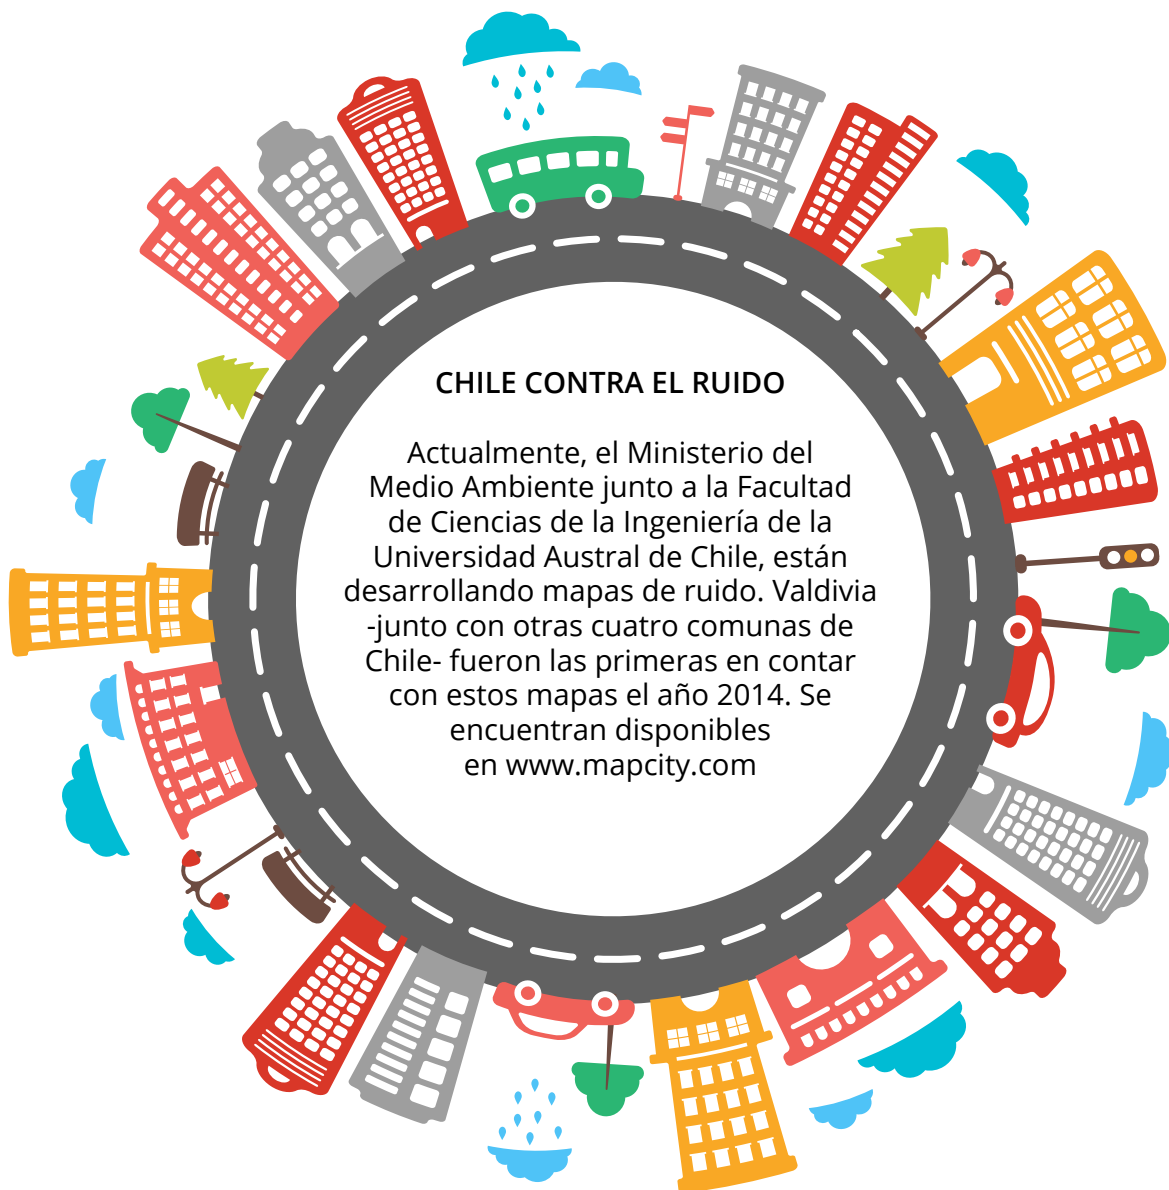 CHILE CONTRA EL RUIDO
Actualmente, el Ministerio del
Medio Ambiente junto a la Facultad
de Ciencias de la Ingeniería de la
Universidad Austral de Chile, están
desarrollando mapas de ruido. Valdivia
-junto con otras cuatro comunas de
Chile- fueron las primeras en contar
con estos mapas el año 2014. Se
encuentran disponibles
en www.mapcity.com